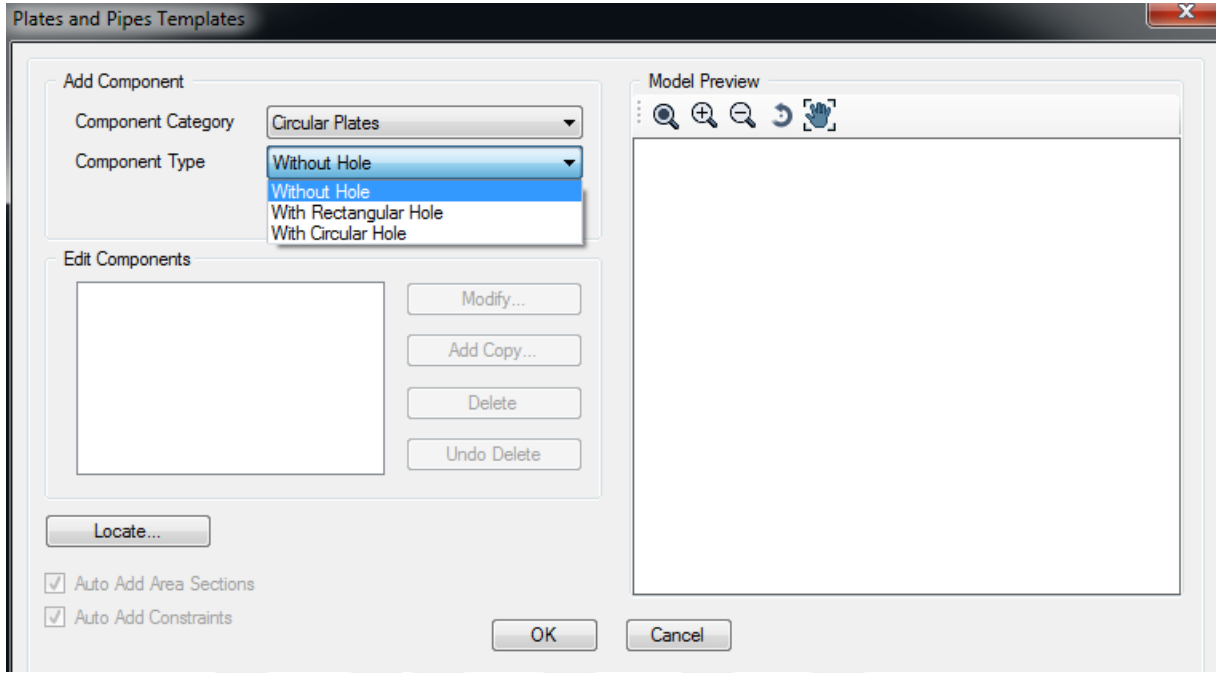 Plates and Pipes Templates
X
Add Component
Component Category
Circular Plates
Component Type
Without Hole
Without Hole
With Rectangular Hole
With Circular Hole
Edit Components
Modify...
Add Copy...
Delete
Undo Delete
Locate...
Auto Add Area Sections
Auto Add Constraints
Model Preview
OK
Cancel